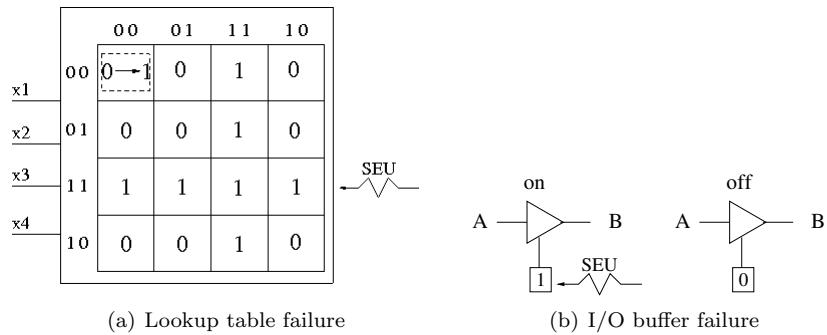 00 01 11 10
00 0 1 0 1 0
x1
01 0 0 1 0
x2
x3 11 1 1 1 1 SEU
x4
10 0 0 1 0
on off
A B A B
SEU
1 0
(a) Lookup table failure (b) I/O buffer failure